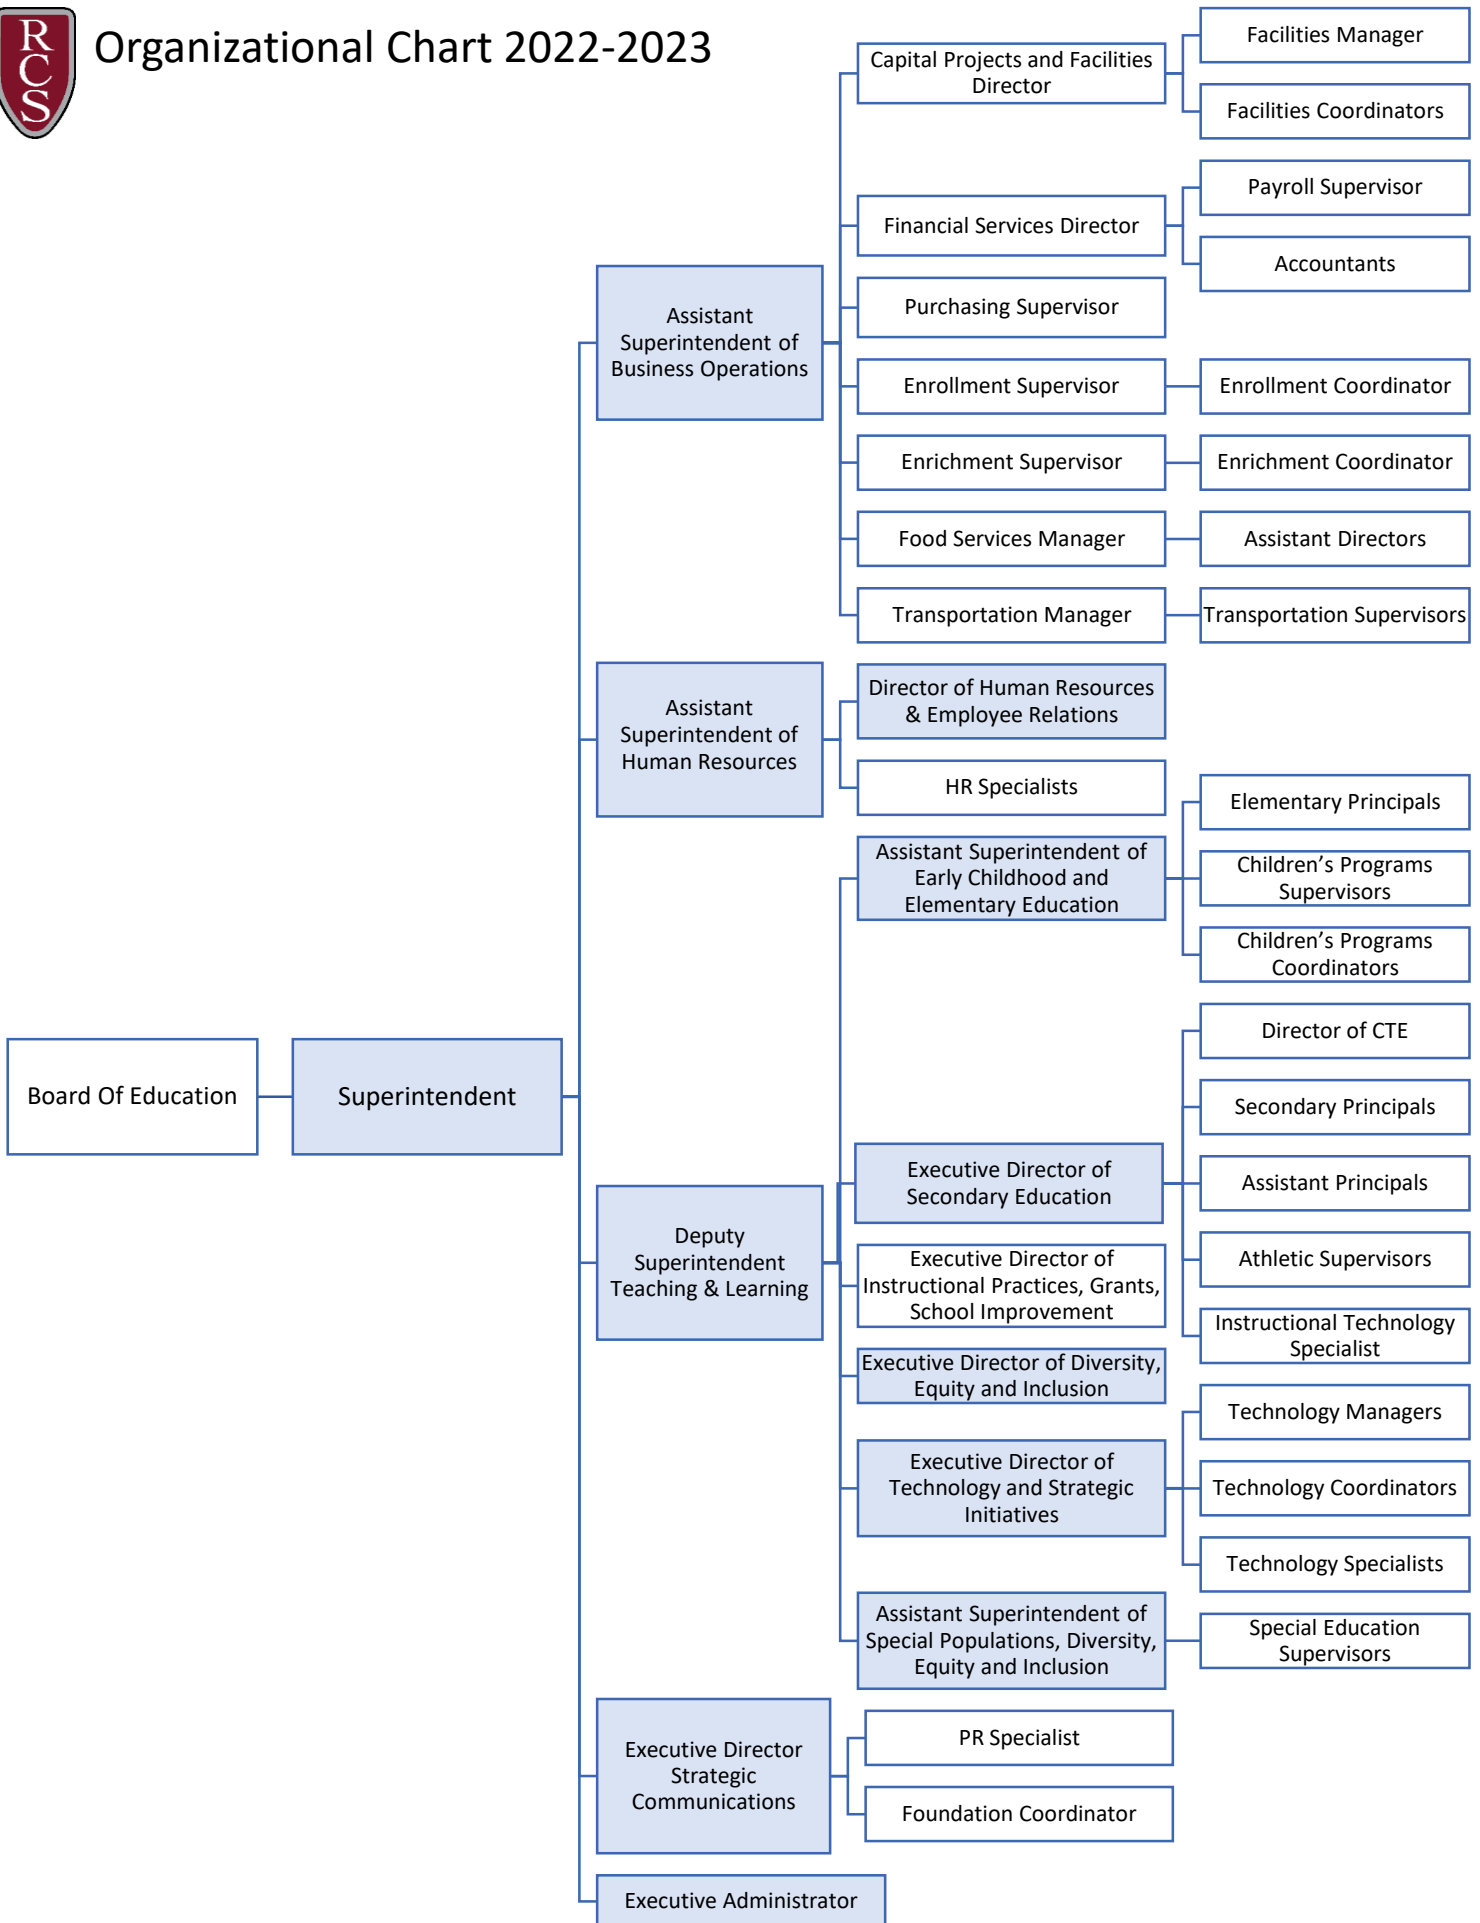 R
C
S
Organizational Chart 2022-2023
Board Of Education
Superintendent
Assistant
Superintendent of
Business Operations
Capital Projects and Facilities
Director
Facilities Manager
Facilities Coordinators
Financial Services Director
Payroll Supervisor
Accountants
Purchasing Supervisor
Enrollment Supervisor
Enrollment Coordinator
Enrichment Supervisor
Enrichment Coordinator
Food Services Manager
Assistant Directors
Transportation Manager
Transportation Supervisors
Assistant
Superintendent of
Human Resources
Director of Human Resources
& Employee Relations
HR Specialists
Deputy
Superintendent
Teaching & Learning
Assistant Superintendent of
Early Childhood and
Elementary Education
Elementary Principals
Children’s Programs
Supervisors
Children’s Programs
Coordinators
Executive Director of
Secondary Education
Director of CTE
Secondary Principals
Assistant Principals
Athletic Supervisors
Instructional Technology
Specialist
Executive Director of
Instructional Practices, Grants,
School Improvement
Executive Director of Diversity,
Equity and Inclusion
Executive Director of
Technology and Strategic
Initiatives
Technology Managers
Technology Coordinators
Technology Specialists
Assistant Superintendent of
Special Populations, Diversity,
Equity and Inclusion
Special Education
Supervisors
Executive Director
Strategic
Communications
PR Specialist
Foundation Coordinator
Executive Administrator